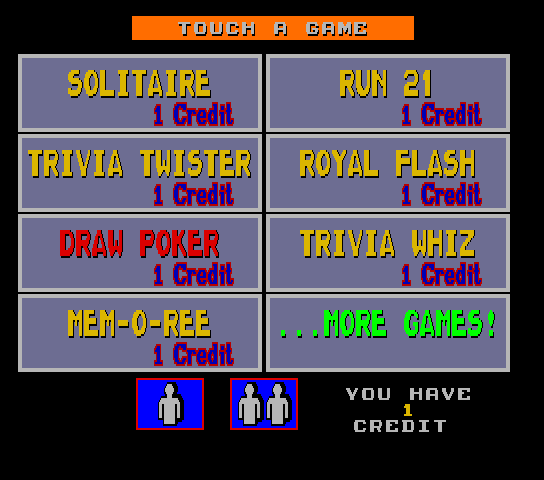 TOUCH A GAME
SOLITAIRE
1 Credit
RUN 21
1 Credit
TRIVIA TWISTER
1 Credit
ROYAL FLASH
1 Credit
DRAW POKER
1 Credit
TRIVIA WHIZ
1 Credit
MEM-O-REE
1 Credit
...MORE GAMES!
YOU HAVE
1
CREDIT